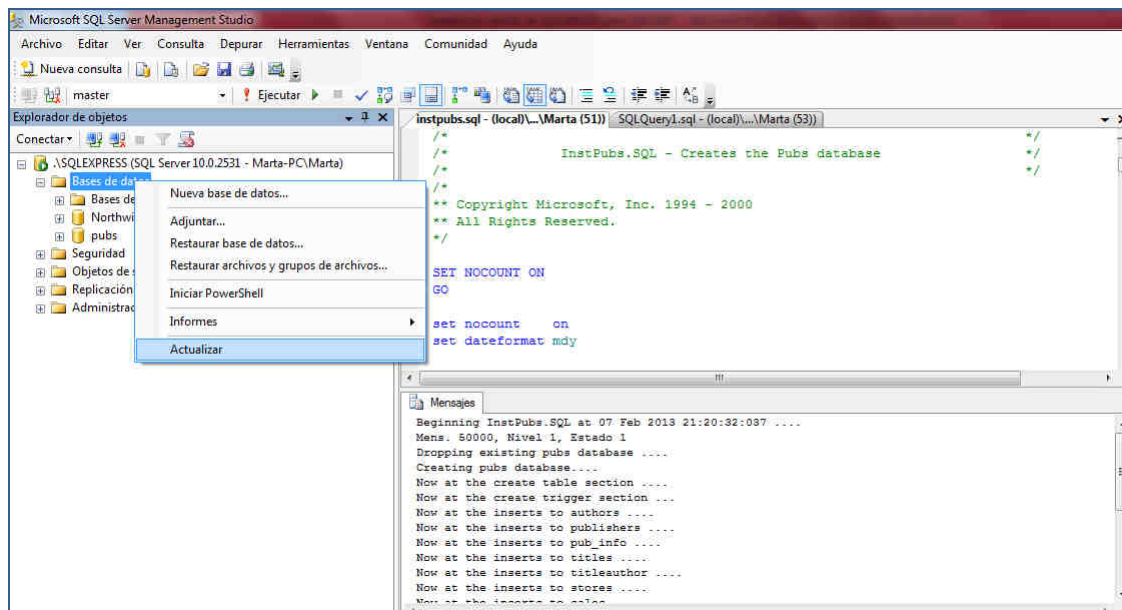 Microsoft SQL Server Management Studio
Archivo Editar Ver Consulta Depurar Herramientas Ventana Comunidad Ayuda
Nueva consulta
master Ejecutar
Explorador de objetos
instpubs.sql - (local)\...\Marta (51)) SQLQuery1.sql - (local)\...\Marta (53))
Conectar
.\SQLEXPRESS (SQL Server 10.0.2531 - Marta-PC\Marta)
Bases de datos
Bases de
Northwi
pubs
Seguridad
Objetos de s
Replicación
Administrac
Nueva base de datos...
Adjuntar...
Restaurar base de datos...
Restaurar archivos y grupos de archivos...
Iniciar PowerShell
Informes
Actualizar
/* */
/* InstPubs.SQL - Creates the Pubs database */
/* */
/*
** Copyright Microsoft, Inc. 1994 - 2000
** All Rights Reserved.
*/
SET NOCOUNT ON
GO
set nocount on
set dateformat mdy
Mensajes
Beginning InstPubs.SQL at 07 Feb 2013 21:20:32:037 ....
Mens. 50000, Nivel 1, Estado 1
Dropping existing pubs database ....
Creating pubs database....
Now at the create table section ....
Now at the create trigger section ...
Now at the inserts to authors ....
Now at the inserts to publishers ....
Now at the inserts to pub_info ....
Now at the inserts to titles ....
Now at the inserts to titleauthor ....
Now at the inserts to stores ....
Now at the inserts to sales